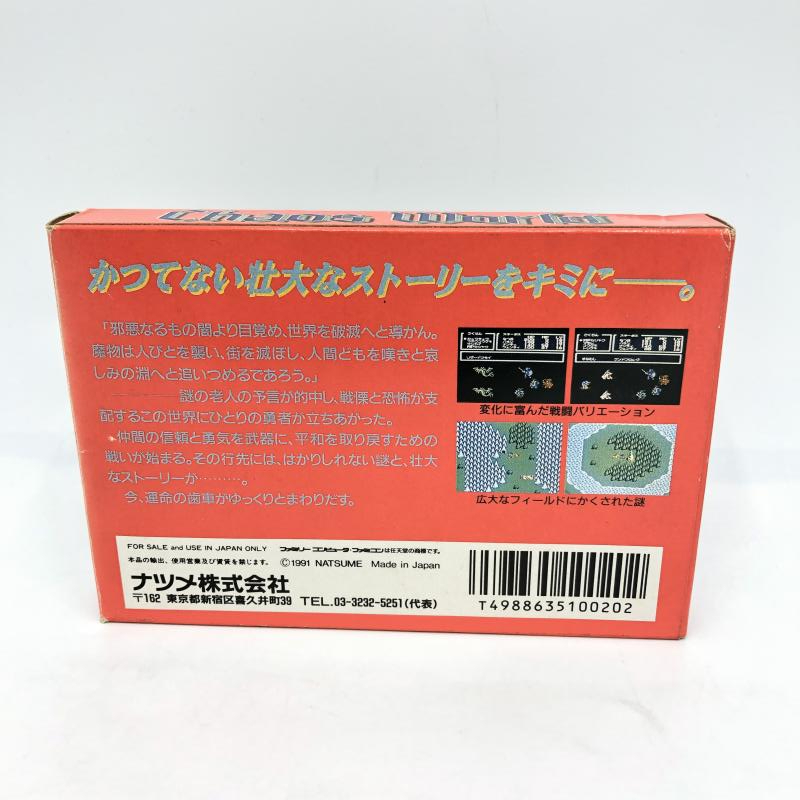 Chaos World
かつてない壮大なストーリーをキミに――。
「邪悪なるもの闇より目覚め、世界を破滅へと導かん。
魔物は人びとを襲い、街を滅ぼし、人間どもを嘆きと哀
しみの淵へと追いつめるであろう。」
――――謎の老人の予言が的中し、戦慄と恐怖が支
配するこの世界にひとりの勇者が立ちあがった。
仲間の信頼と勇気を武器に、平和を取り戻すための
戦いが始まる。その行先には、はかりしれない謎と、壮大
なストーリーが………。
今、運命の歯車がゆっくりとまわりだす。
変化に富んだ戦闘バリエーション
広大なフィールドにかくされた謎
FOR SALE and USE IN JAPAN ONLY
本品の輸出、使用営業及び賃貸を禁じます。
ファミリーコンピュータ・ファミコンは任天堂の商標です。
©1991 NATSUME Made in Japan
ナツメ株式会社
〒162 東京都新宿区喜久井町39 TEL.03-3232-5251(代表)
T4988635100202